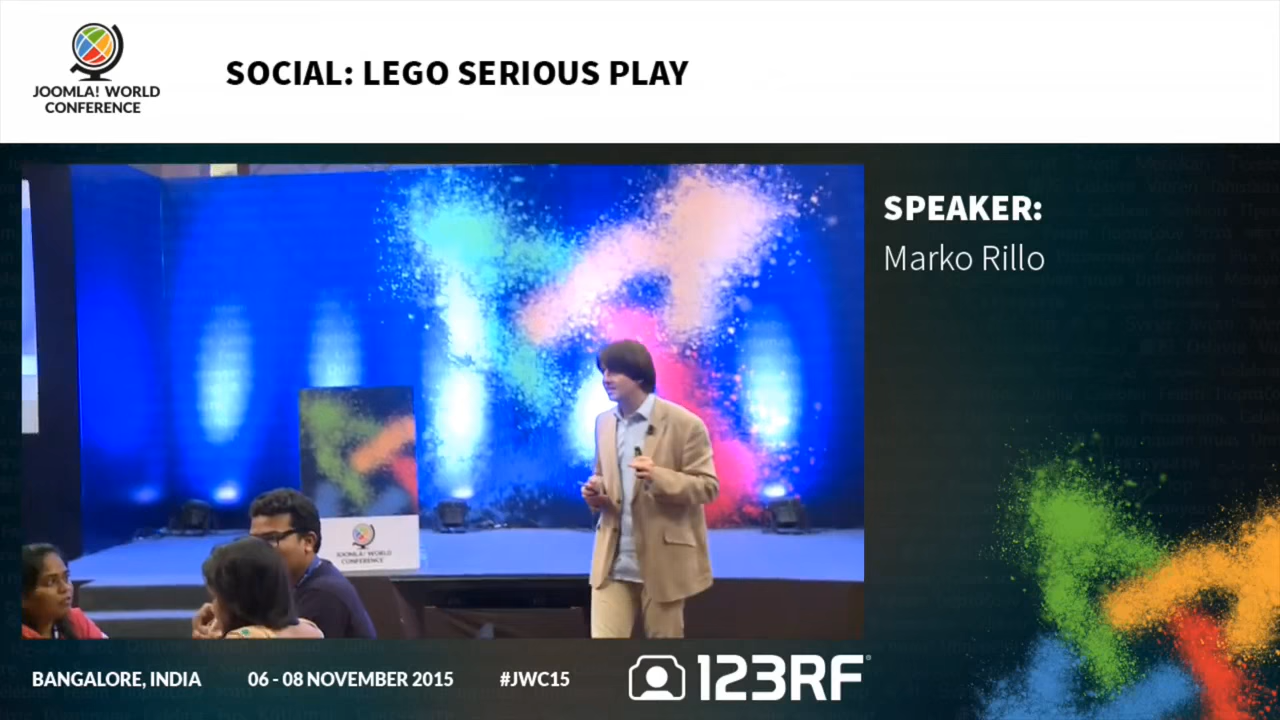 JOOMLA! WORLD
CONFERENCE
SOCIAL: LEGO SERIOUS PLAY
SPEAKER:
Marko Rillo
JOOMLA! WORLD
CONFERENCE
BANGALORE, INDIA
06 - 08 NOVEMBER 2015
#JWC15
123RF